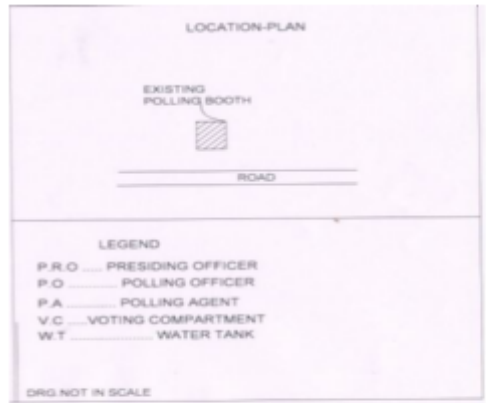 LOCATION-PLAN
EXISTING
POLLING BOOTH
ROAD
LEGEND
P.R.O ..... PRESIDING OFFICER
P.O .............. POLLING OFFICER
P.A .............. POLLING AGENT
V.C .....VOTING COMPARTMENT
W.T ........................ WATER TANK
DRG.NOT IN SCALE